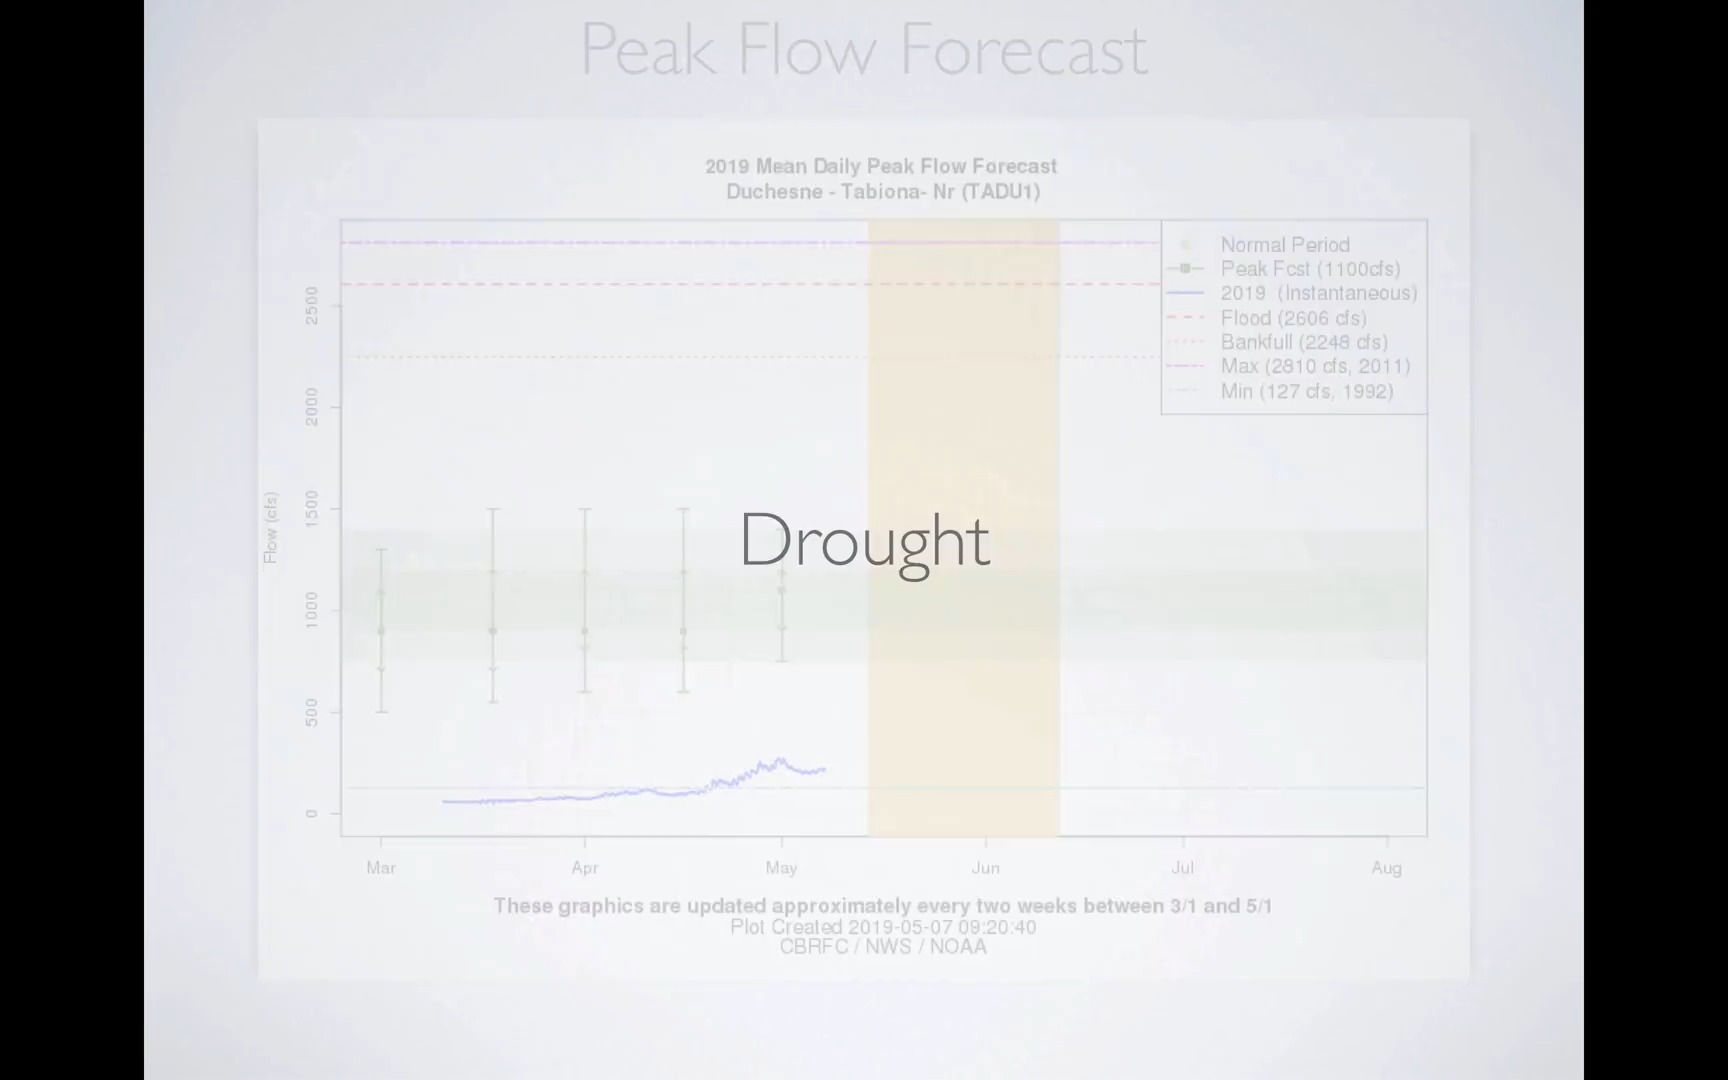 Peak Flow Forecast
2019 Mean Daily Peak Flow Forecast
Duchesne - Tabiona- Nr (TADU1)
Normal Period
Peak Fcst (1100cfs)
2019 (Instantaneous)
Flood (2606 cfs)
Bankfull (2248 cfs)
Max (2810 cfs, 2011)
Min (127 cfs, 1992)
2500
2000
1500
1000
500
0
Flow (cfs)
Drought
Mar Apr May Jun Jul Aug
These graphics are updated approximately every two weeks between 3/1 and 5/1
Plot Created 2019-05-07 09:20:40
CBRFC / NWS / NOAA